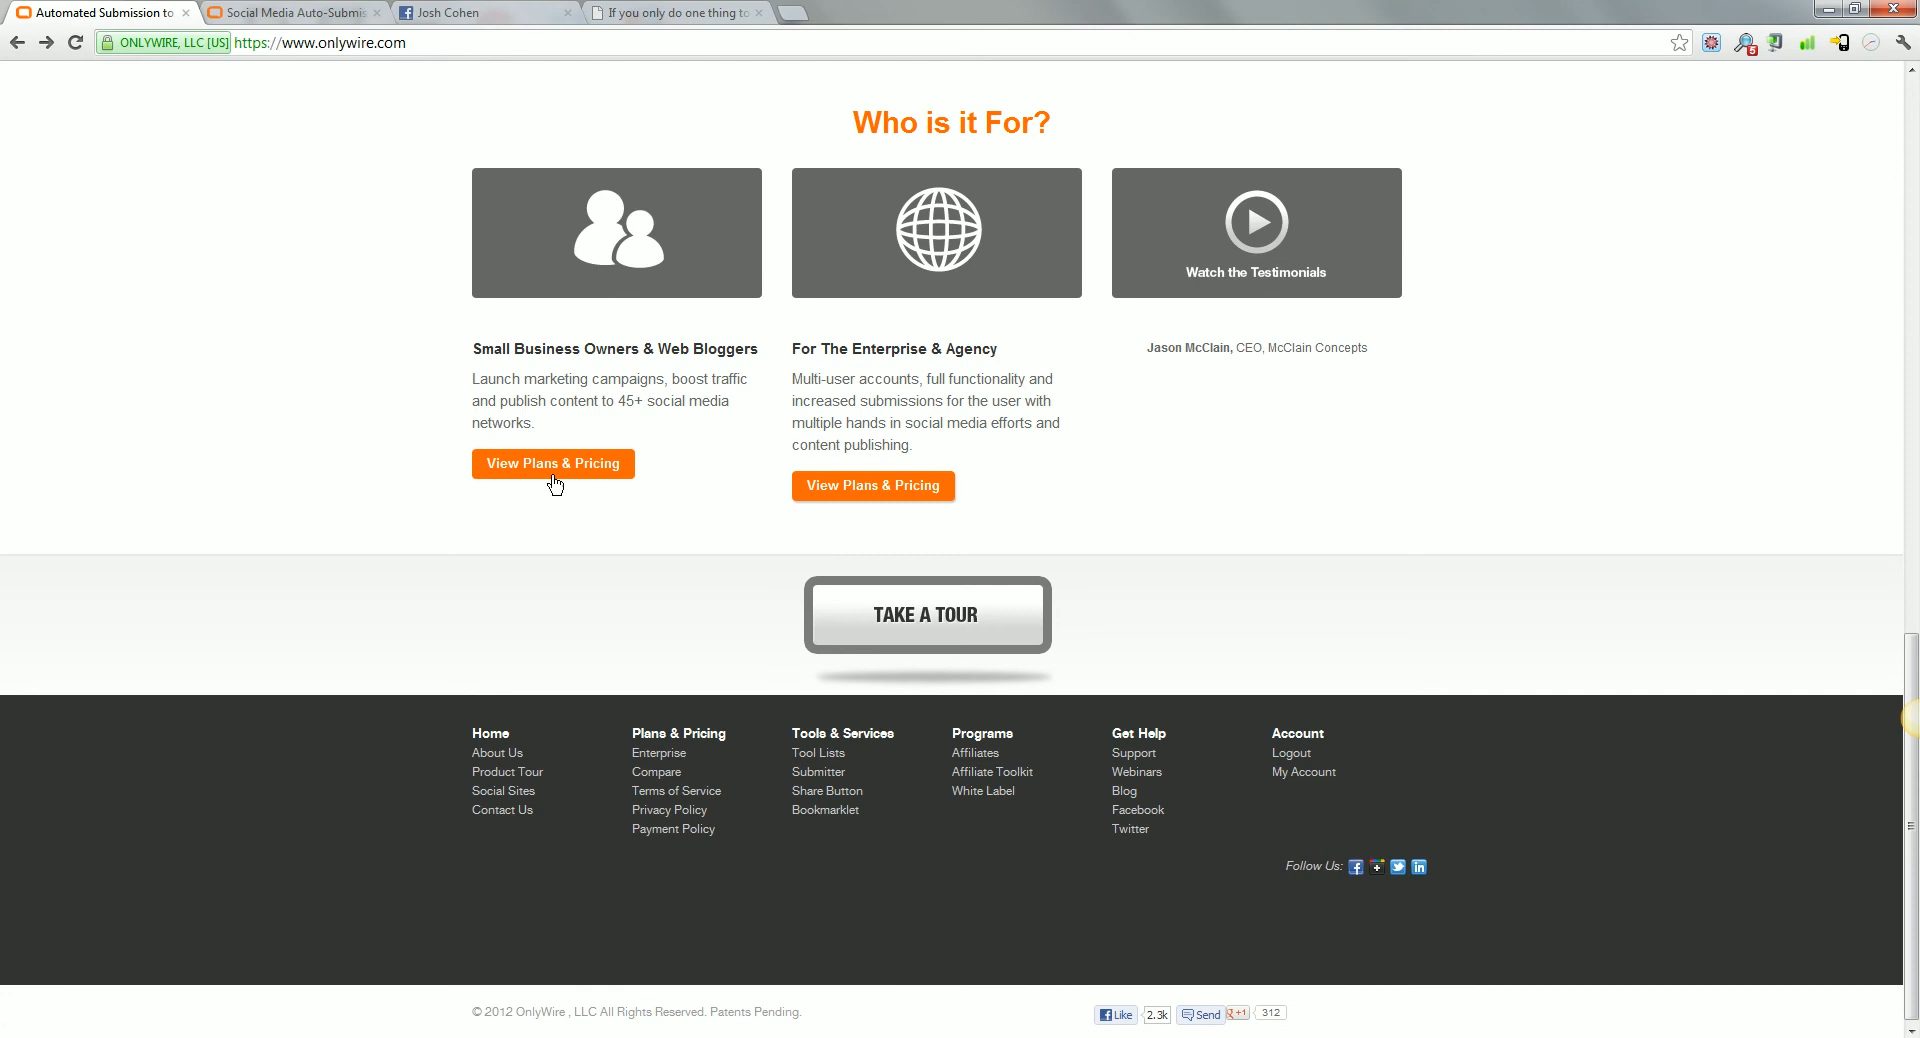 Automated Submission to
Social Media Auto-Submis
Josh Cohen
If you only do one thing to
ONLYWIRE, LLC [US]
https://www.onlywire.com
5
Who is it For?
Watch the Testimonials
Small Business Owners & Web Bloggers
Launch marketing campaigns, boost traffic
and publish content to 45+ social media
networks.
View Plans & Pricing
For The Enterprise & Agency
Multi-user accounts, full functionality and
increased submissions for the user with
multiple hands in social media efforts and
content publishing.
View Plans & Pricing
Jason McClain, CEO, McClain Concepts
TAKE A TOUR
Home
About Us
Product Tour
Social Sites
Contact Us
Plans & Pricing
Enterprise
Compare
Terms of Service
Privacy Policy
Payment Policy
Tools & Services
Tool Lists
Submitter
Share Button
Bookmarklet
Programs
Affiliates
Affiliate Toolkit
White Label
Get Help
Support
Webinars
Blog
Facebook
Twitter
Account
Logout
My Account
Follow Us:
© 2012 OnlyWire , LLC All Rights Reserved. Patents Pending.
Like
2.3k
Send
+1
312